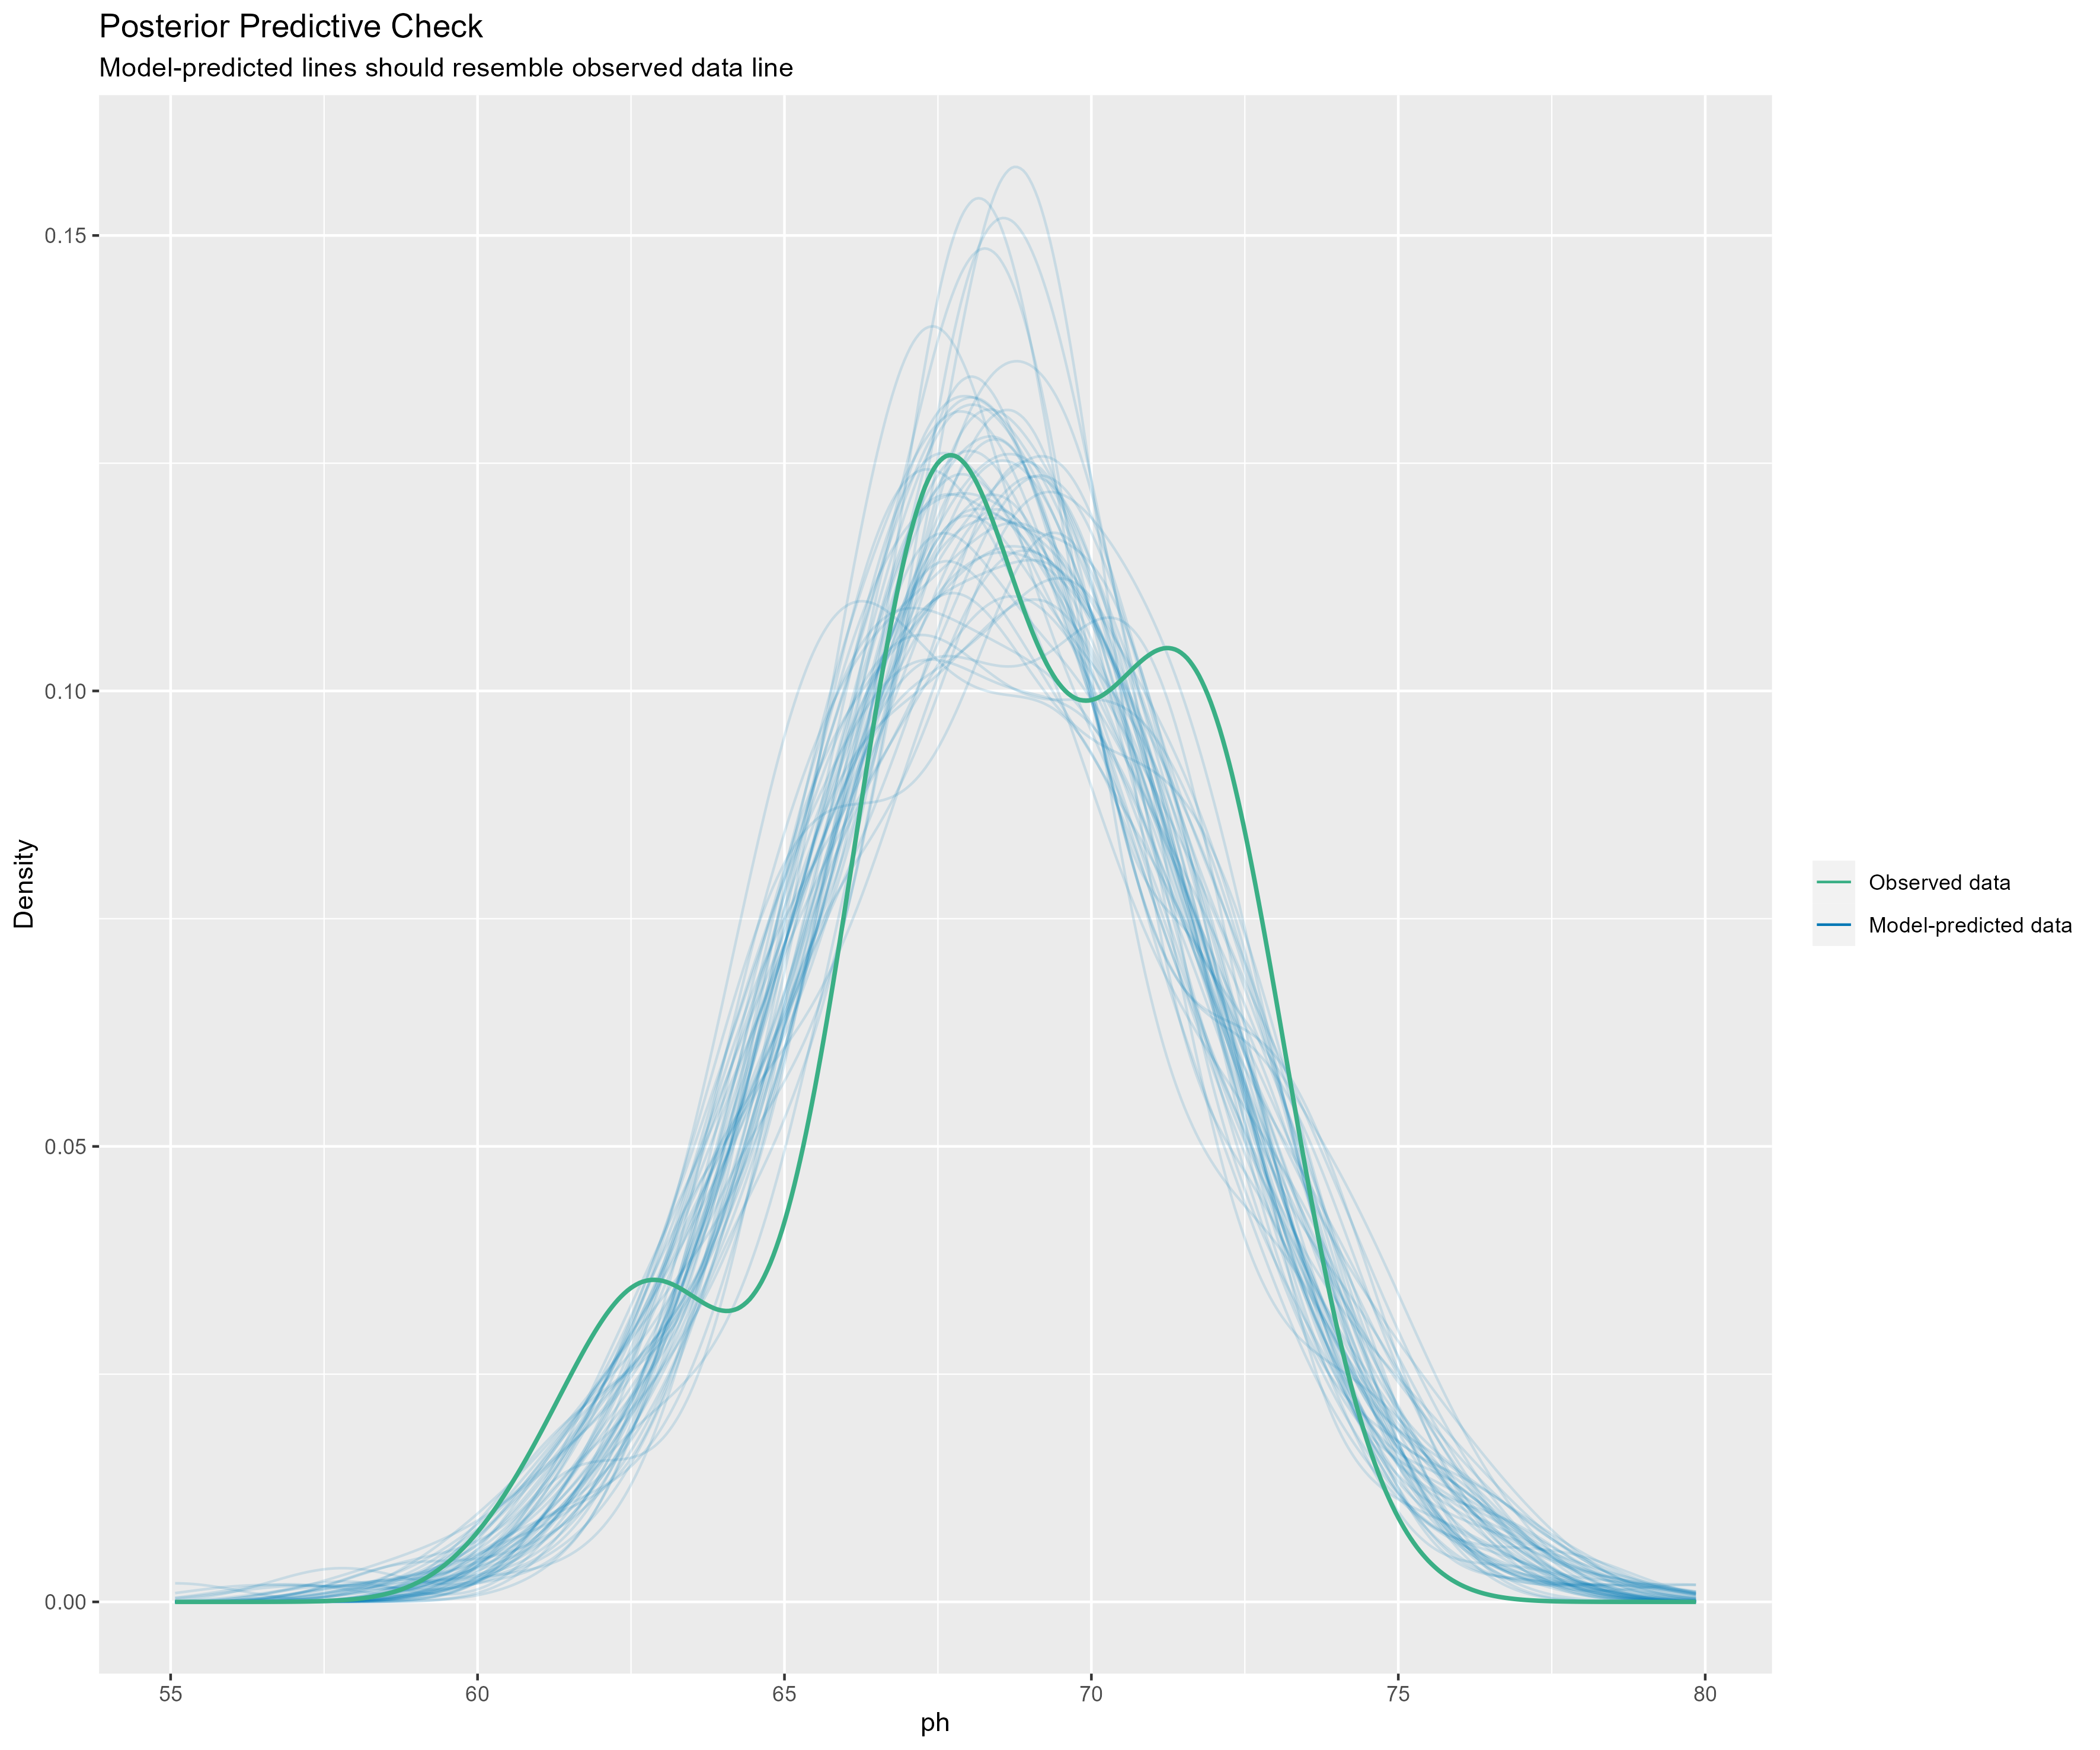 Posterior Predictive Check
Model-predicted lines should resemble observed data line
0.15
0.10
0.05
0.00
Density
55 60 65 70 75 80
ph
Observed data
Model-predicted data